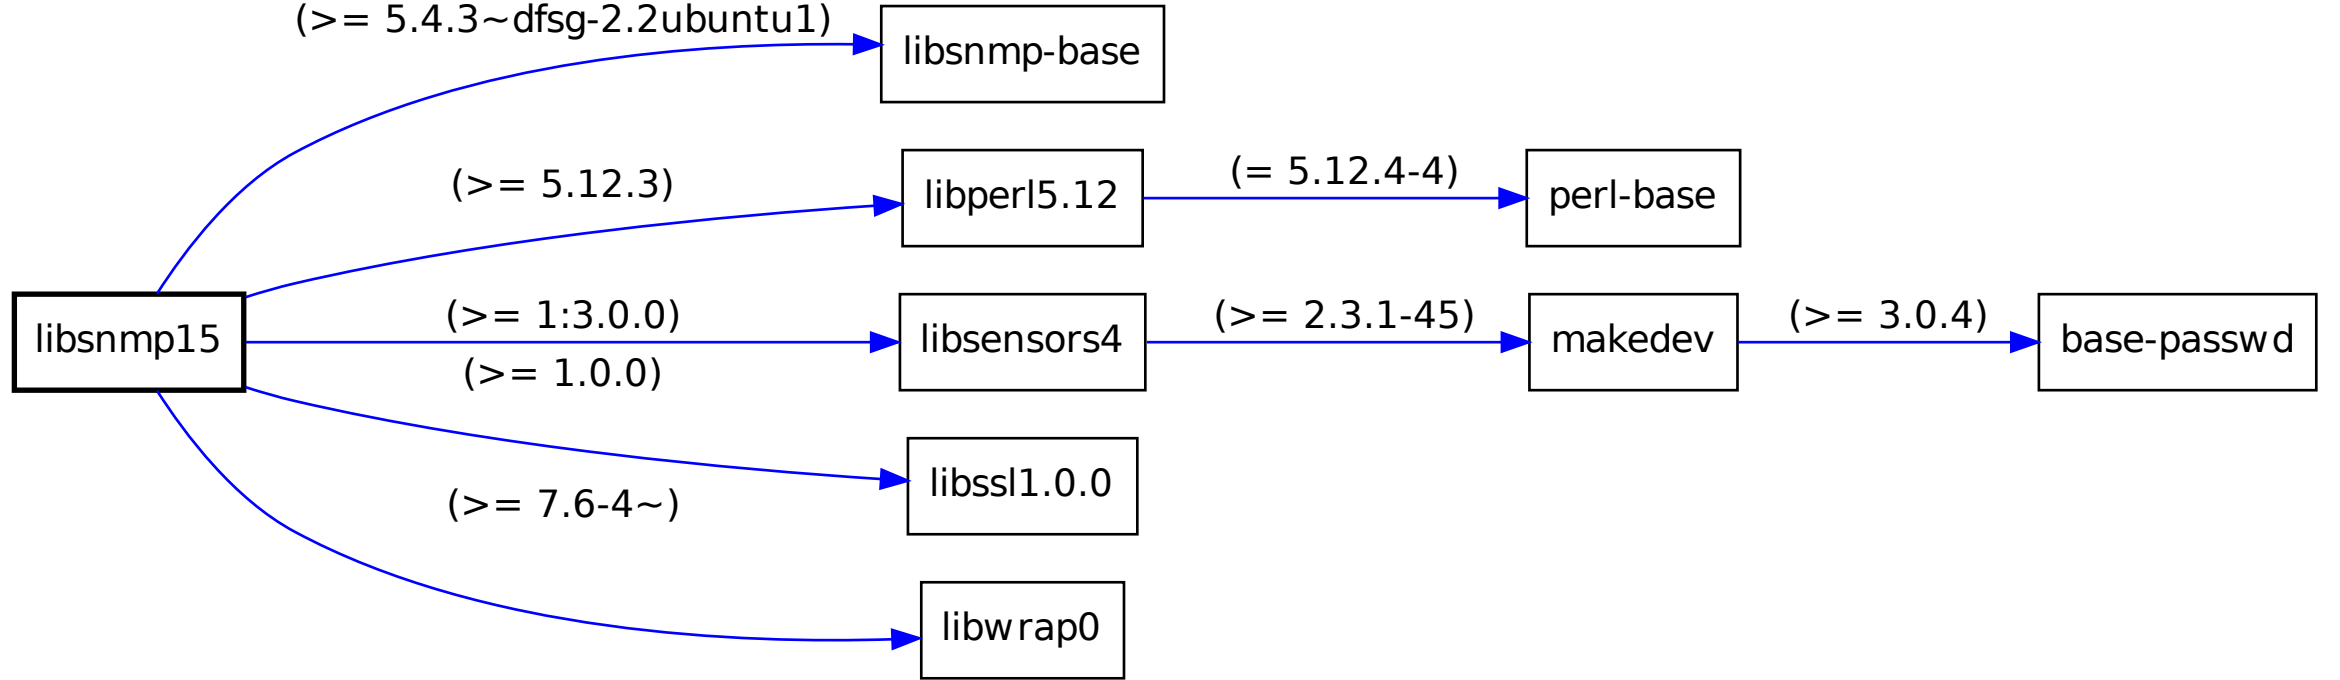 (>= 5.4.3~dfsg-2.2ubuntu1)
libsnmp-base
(>= 5.12.3)
libperl5.12
(= 5.12.4-4)
perl-base
libsnmp15
(>= 1:3.0.0)
libsensors4
(>= 2.3.1-45)
makedev
(>= 3.0.4)
base-passwd
(>= 1.0.0)
libssl1.0.0
(>= 7.6-4~)
libwrap0